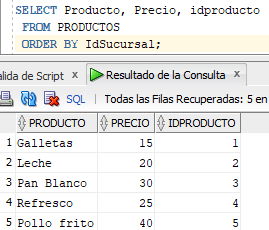 SELECT Producto, Precio, idproducto
FROM PRODUCTOS
ORDER BY IdSucursal;
alida de Script x Resultado de la Consulta x
SQL | Todas las Filas Recuperadas: 5 en
PRODUCTO PRECIO IDPRODUCTO
1 Galletas 15 1
2 Leche 20 2
3 Pan Blanco 30 3
4 Refresco 25 4
5 Pollo frito 40 5